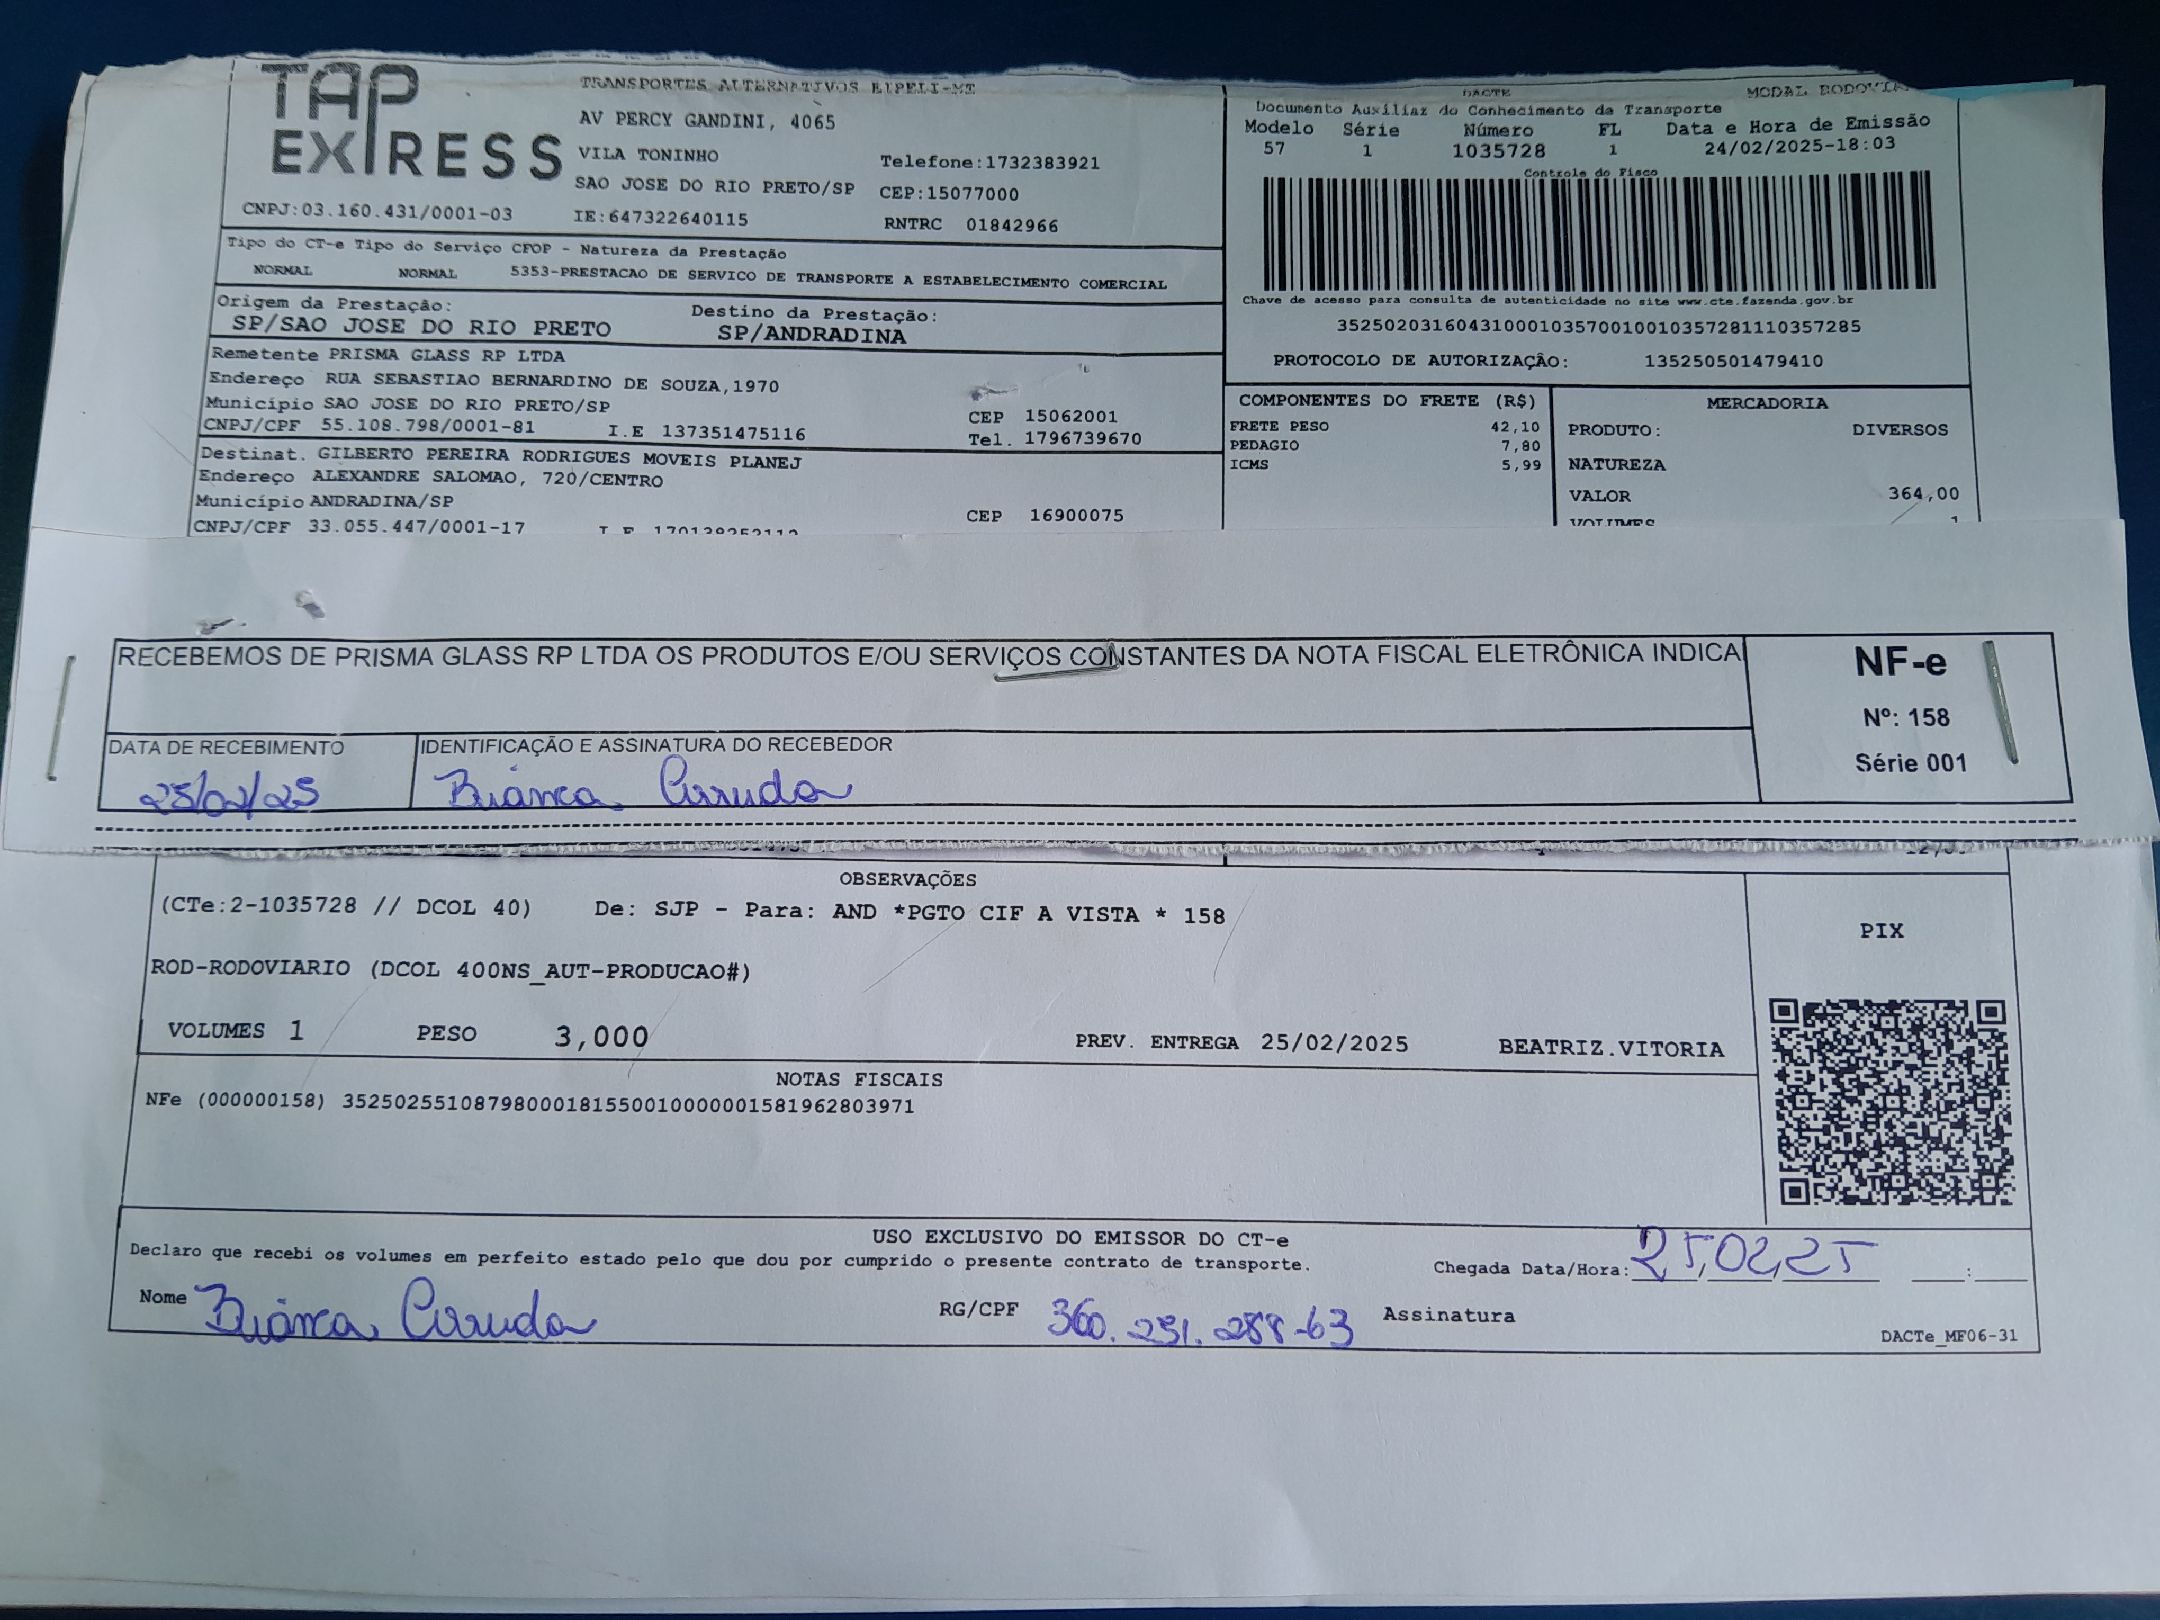 TAP
EXPRESS
TRANSPORTES ALTERNATIVOS EIPELI-ME
AV PERCY GANDINI, 4065
VILA TONINHO
Telefone:1732383921
SAO JOSE DO RIO PRETO/SP CEP:15077000
CNPJ:03.160.431/0001-03 IE:647322640115 RNTRC 01842966
DACTE MODAL RODOVIA
Documento Auxiliar do Conhecimento de Transporte
Modelo Série Número FL Data e Hora de Emissão
57 1 1035728 1 24/02/2025-18:03
Controle do Fisco
Chave de acesso para consulta de autenticidade no site www.cte.fazenda.gov.br
35250203160431000103570010010357281110357285
PROTOCOLO DE AUTORIZAÇÃO: 135250501479410
Tipo do CT-e Tipo do Serviço CFOP - Natureza da Prestação
NORMAL NORMAL 5353-PRESTACAO DE SERVICO DE TRANSPORTE A ESTABELECIMENTO COMERCIAL
Origem da Prestação: Destino da Prestação:
SP/SAO JOSE DO RIO PRETO SP/ANDRADINA
Remetente PRISMA GLASS RP LTDA
Endereço RUA SEBASTIAO BERNARDINO DE SOUZA,1970
Município SAO JOSE DO RIO PRETO/SP CEP 15062001
CNPJ/CPF 55.108.798/0001-81 I.E 137351475116 Tel. 1796739670
Destinat. GILBERTO PEREIRA RODRIGUES MOVEIS PLANEJ
Endereço ALEXANDRE SALOMAO, 720/CENTRO
Município ANDRADINA/SP CEP 16900075
CNPJ/CPF 33.055.447/0001-17 I.E 170139252112
COMPONENTES DO FRETE (R$)
FRETE PESO 42,10
PEDAGIO 7,80
ICMS 5,99
MERCADORIA
PRODUTO: DIVERSOS
NATUREZA
VALOR 364,00
VOLUMES 1
RECEBEMOS DE PRISMA GLASS RP LTDA OS PRODUTOS E/OU SERVIÇOS CONSTANTES DA NOTA FISCAL ELETRÔNICA INDICA
NF-e
Nº: 158
Série 001
DATA DE RECEBIMENTO IDENTIFICAÇÃO E ASSINATURA DO RECEBEDOR
25/02/25 Bianca Arruda
OBSERVAÇÕES
(CTe:2-1035728 // DCOL 40) De: SJP - Para: AND *PGTO CIF A VISTA * 158
ROD-RODOVIARIO (DCOL 400NS_AUT-PRODUCAO#)
VOLUMES 1 PESO 3,000 PREV. ENTREGA 25/02/2025 BEATRIZ.VITORIA
PIX
NOTAS FISCAIS
NFe (000000158) 35250255108798000181550010000001581962803971
USO EXCLUSIVO DO EMISSOR DO CT-e
Declaro que recebi os volumes em perfeito estado pelo que dou por cumprido o presente contrato de transporte.
Chegada Data/Hora: 25,02,25 :
Nome Bianca Arruda RG/CPF 360.251.288-63 Assinatura
DACTe_MF06-31